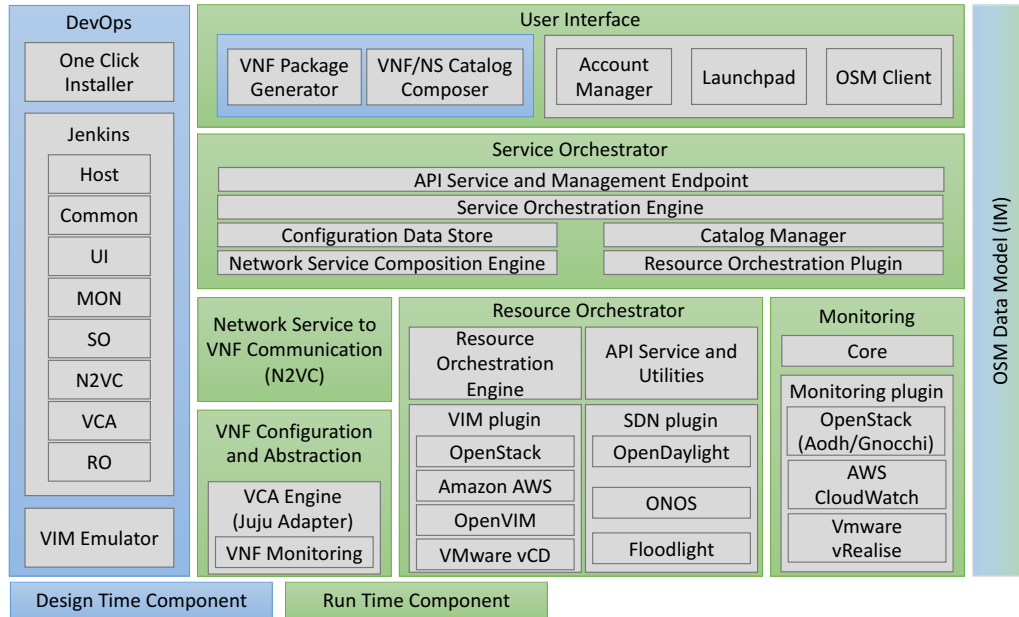 DevOps
One Click
Installer
Jenkins
Host
Common
UI
MON
SO
N2VC
VCA
RO
VIM Emulator
User Interface
VNF Package
Generator
VNF/NS Catalog
Composer
Account
Manager
Launchpad
OSM Client
Service Orchestrator
API Service and Management Endpoint
Service Orchestration Engine
Configuration Data Store
Catalog Manager
Network Service Composition Engine
Resource Orchestration Plugin
Network Service to
VNF Communication
(N2VC)
VNF Configuration
and Abstraction
VCA Engine
(Juju Adapter)
VNF Monitoring
Resource Orchestrator
Resource
Orchestration
Engine
API Service and
Utilities
VIM plugin
OpenStack
Amazon AWS
OpenVIM
VMware vCD
SDN plugin
OpenDaylight
ONOS
Floodlight
Monitoring
Core
Monitoring plugin
OpenStack
(Aodh/Gnocchi)
AWS
CloudWatch
Vmware
vRealise
OSM Data Model (IM)
Design Time Component
Run Time Component